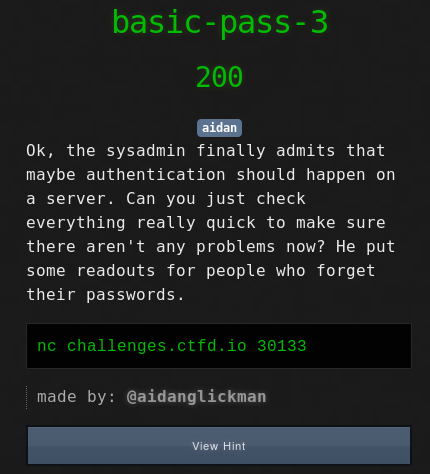 basic-pass-3
200
aidan
Ok, the sysadmin finally admits that
maybe authentication should happen on
a server. Can you just check
everything really quick to make sure
there aren't any problems now? He put
some readouts for people who forget
their passwords.
nc challenges.ctfd.io 30133
made by: @aidanglickman
View Hint